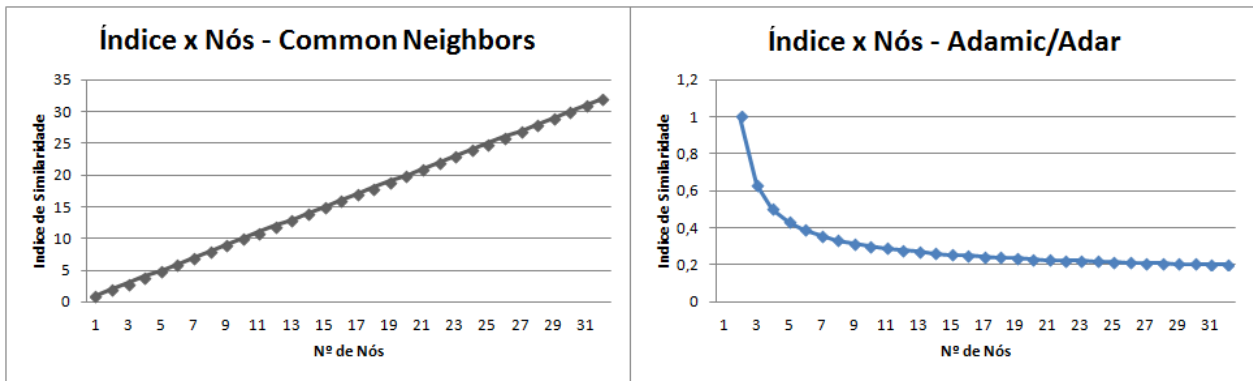 Índice x Nós - Common Neighbors
Indice de Similaridade
35
30
25
20
15
10
5
0
1 3 5 7 9 11 13 15 17 19 21 23 25 27 29 31
Nº de Nós
Índice x Nós - Adamic/Adar
Indice de Similaridade
1,2
1
0,8
0,6
0,4
0,2
0
1 3 5 7 9 11 13 15 17 19 21 23 25 27 29 31
Nº de Nós